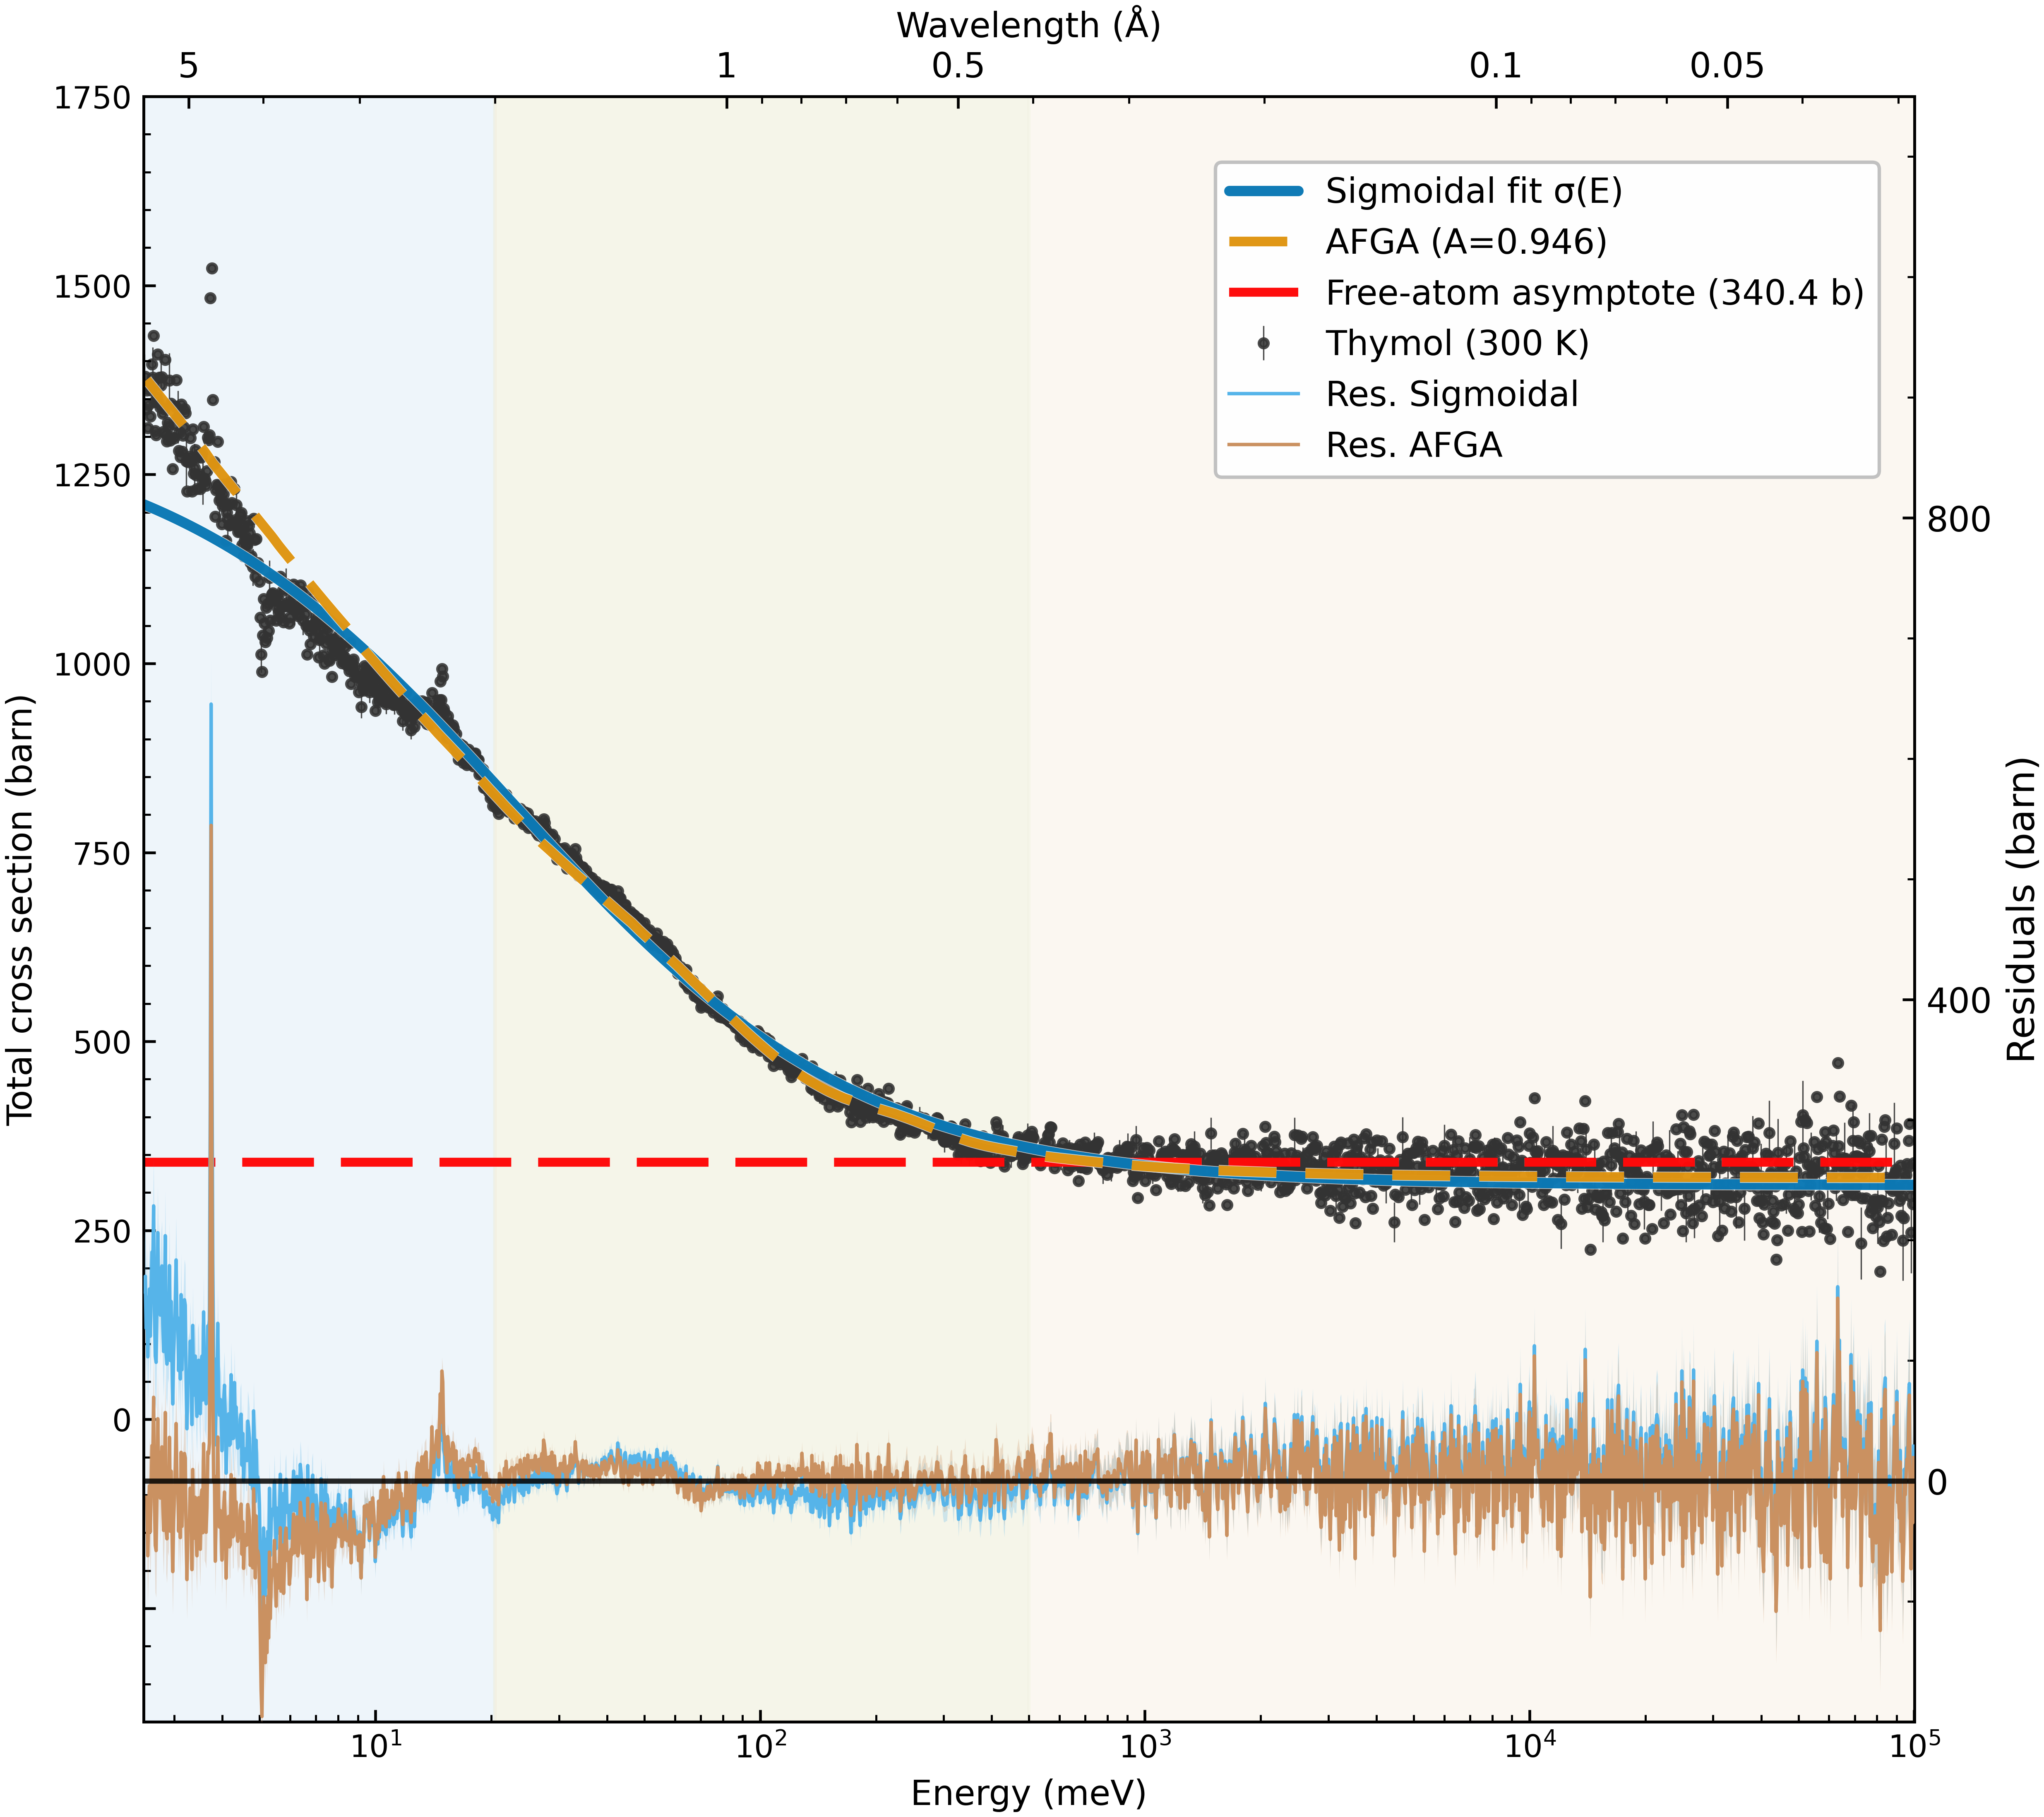 Wavelength (Å)
5 1 0.5 0.1 0.05
1750
1500
1250
1000
750
500
250
0
Total cross section (barn)
Sigmoidal fit σ(E)
AFGA (A=0.946)
Free-atom asymptote (340.4 b)
Thymol (300 K)
Res. Sigmoidal
Res. AFGA
800
400
0
Residuals (barn)
10¹ 10² 10³ 10⁴ 10⁵
Energy (meV)